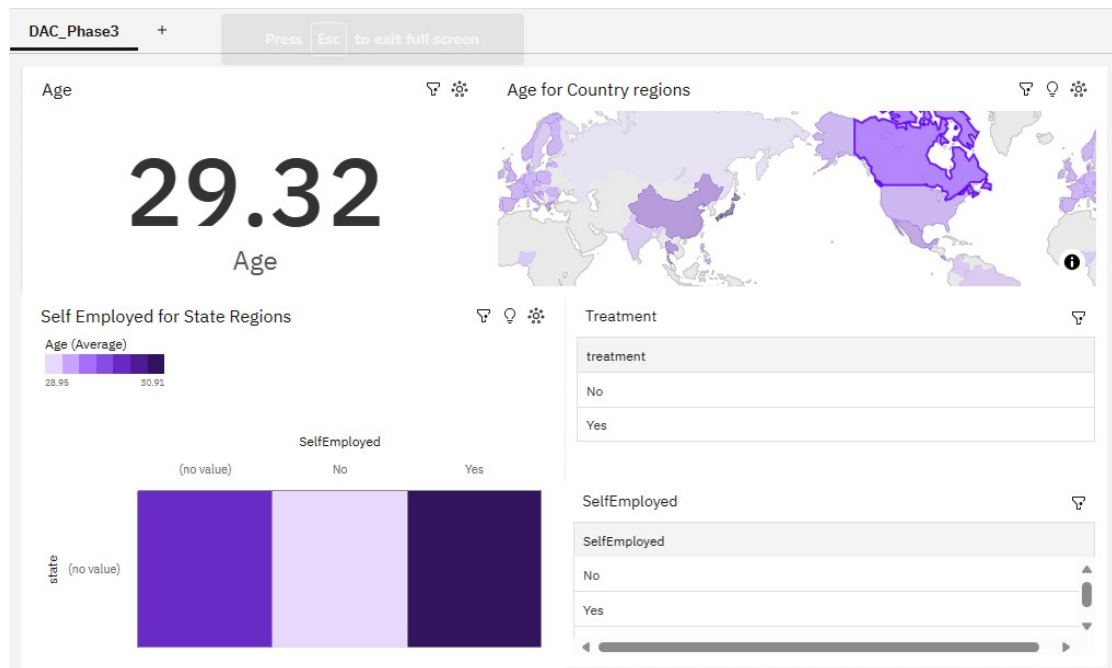 DAC_Phase3 +
Press Esc to exit full screen
Age
29.32
Age
Age for Country regions
Self Employed for State Regions
Age (Average)
28.95 30.91
SelfEmployed
(no value) No Yes
state (no value)
Treatment
treatment
No
Yes
SelfEmployed
SelfEmployed
No
Yes